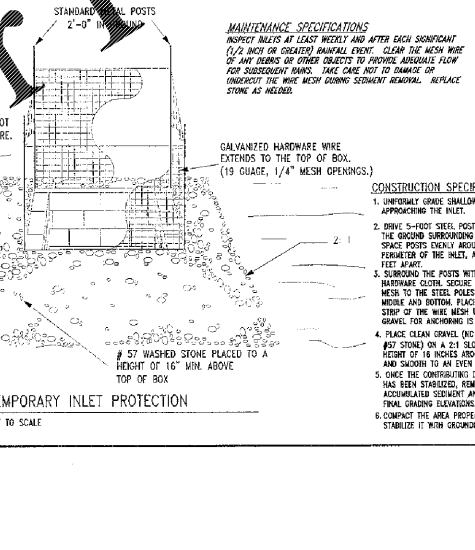 STANDARD METAL POSTS
2'-0" IN GROUND
MAINTENANCE SPECIFICATIONS
INSPECT INLETS AT LEAST WEEKLY AND AFTER EACH SIGNIFICANT
(1/2 INCH OR GREATER) RAINFALL EVENT. CLEAR THE MESH WIRE
OF ANY DEBRIS OR OTHER OBJECTS TO PROVIDE ADEQUATE FLOW
FOR SUBSEQUENT RAINS. TAKE CARE NOT TO DAMAGE OR
UNDERCUT THE WIRE MESH DURING SEDIMENT REMOVAL. REPLACE
STONE AS NEEDED.
OT
RE.
GALVANIZED HARDWARE WIRE
EXTENDS TO THE TOP OF BOX.
(19 GUAGE, 1/4" MESH OPENINGS.)
2: 1
# 57 WASHED STONE PLACED TO A
HEIGHT OF 16" MIN. ABOVE
TOP OF BOX
EMPORARY INLET PROTECTION
TO SCALE
CONSTRUCTION SPECIF
1. UNIFORMLY GRADE SHALLOW
APPROACHING THE INLET.
2. DRIVE 5-FOOT STEEL POST
THE GROUND SURROUNDING
SPACE POSTS EVENLY AROU
PERIMETER OF THE INLET, A
FEET APART.
3. SURROUND THE POSTS WIT
HARDWARE CLOTH. SECURE
MESH TO THE STEEL POLES
MIDDLE AND BOTTOM. PLAC
STRIP OF THE WIRE MESH U
GRAVEL FOR ANCHORING IS
4. PLACE CLEAN GRAVEL (NC
#57 STONE) ON A 2:1 SLO
HEIGHT OF 16 INCHES ARO
AND SMOOTH TO AN EVEN
5. ONCE THE CONTRIBUTING D
HAS BEEN STABILIZED, REM
ACCUMULATED SEDIMENT AN
FINAL GRADING ELEVATIONS.
6. COMPACT THE AREA PROPE
STABILIZE IT WITH GROUND